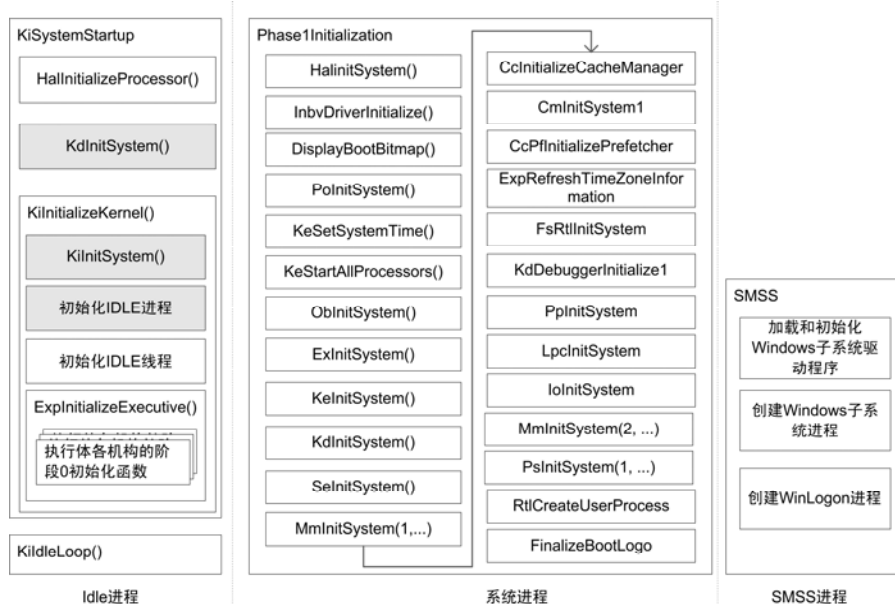 KiSystemStartup
HalInitializeProcessor()
KdInitSystem()
KiInitializeKernel()
KiInitSystem()
初始化IDLE进程
初始化IDLE线程
ExpInitializeExecutive()
执行体各机构的阶
段0初始化函数
KiIdleLoop()
Idle进程
Phase1Initialization
HalinitSystem()
InbvDriverInitialize()
DisplayBootBitmap()
PoInitSystem()
KeSetSystemTime()
KeStartAllProcessors()
ObInitSystem()
ExInitSystem()
KeInitSystem()
KdInitSystem()
SeInitSystem()
MmInitSystem(1,...)
CcInitializeCacheManager
CmInitSystem1
CcPfInitializePrefetcher
ExpRefreshTimeZoneInfor
mation
FsRtlInitSystem
KdDebuggerInitialize1
PpInitSystem
LpcInitSystem
IoInitSystem
MmInitSystem(2, ...)
PsInitSystem(1, ...)
RtlCreateUserProcess
FinalizeBootLogo
系统进程
SMSS
加载和初始化
Windows子系统驱
动程序
创建Windows子系
统进程
创建WinLogon进程
SMSS进程